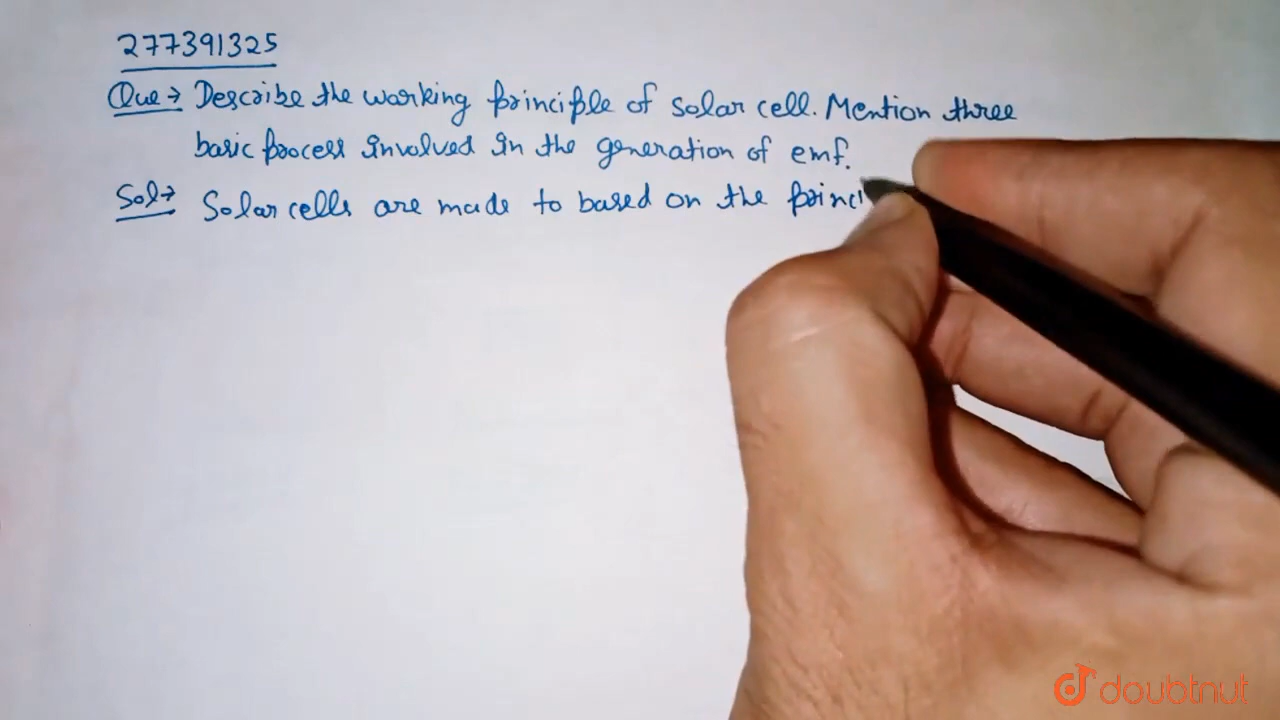 277391325
Que → Describe the working principle of solar cell. Mention three
basic process involved in the generation of emf.
Sol → Solar cells are made to based on the princi
doubtnut